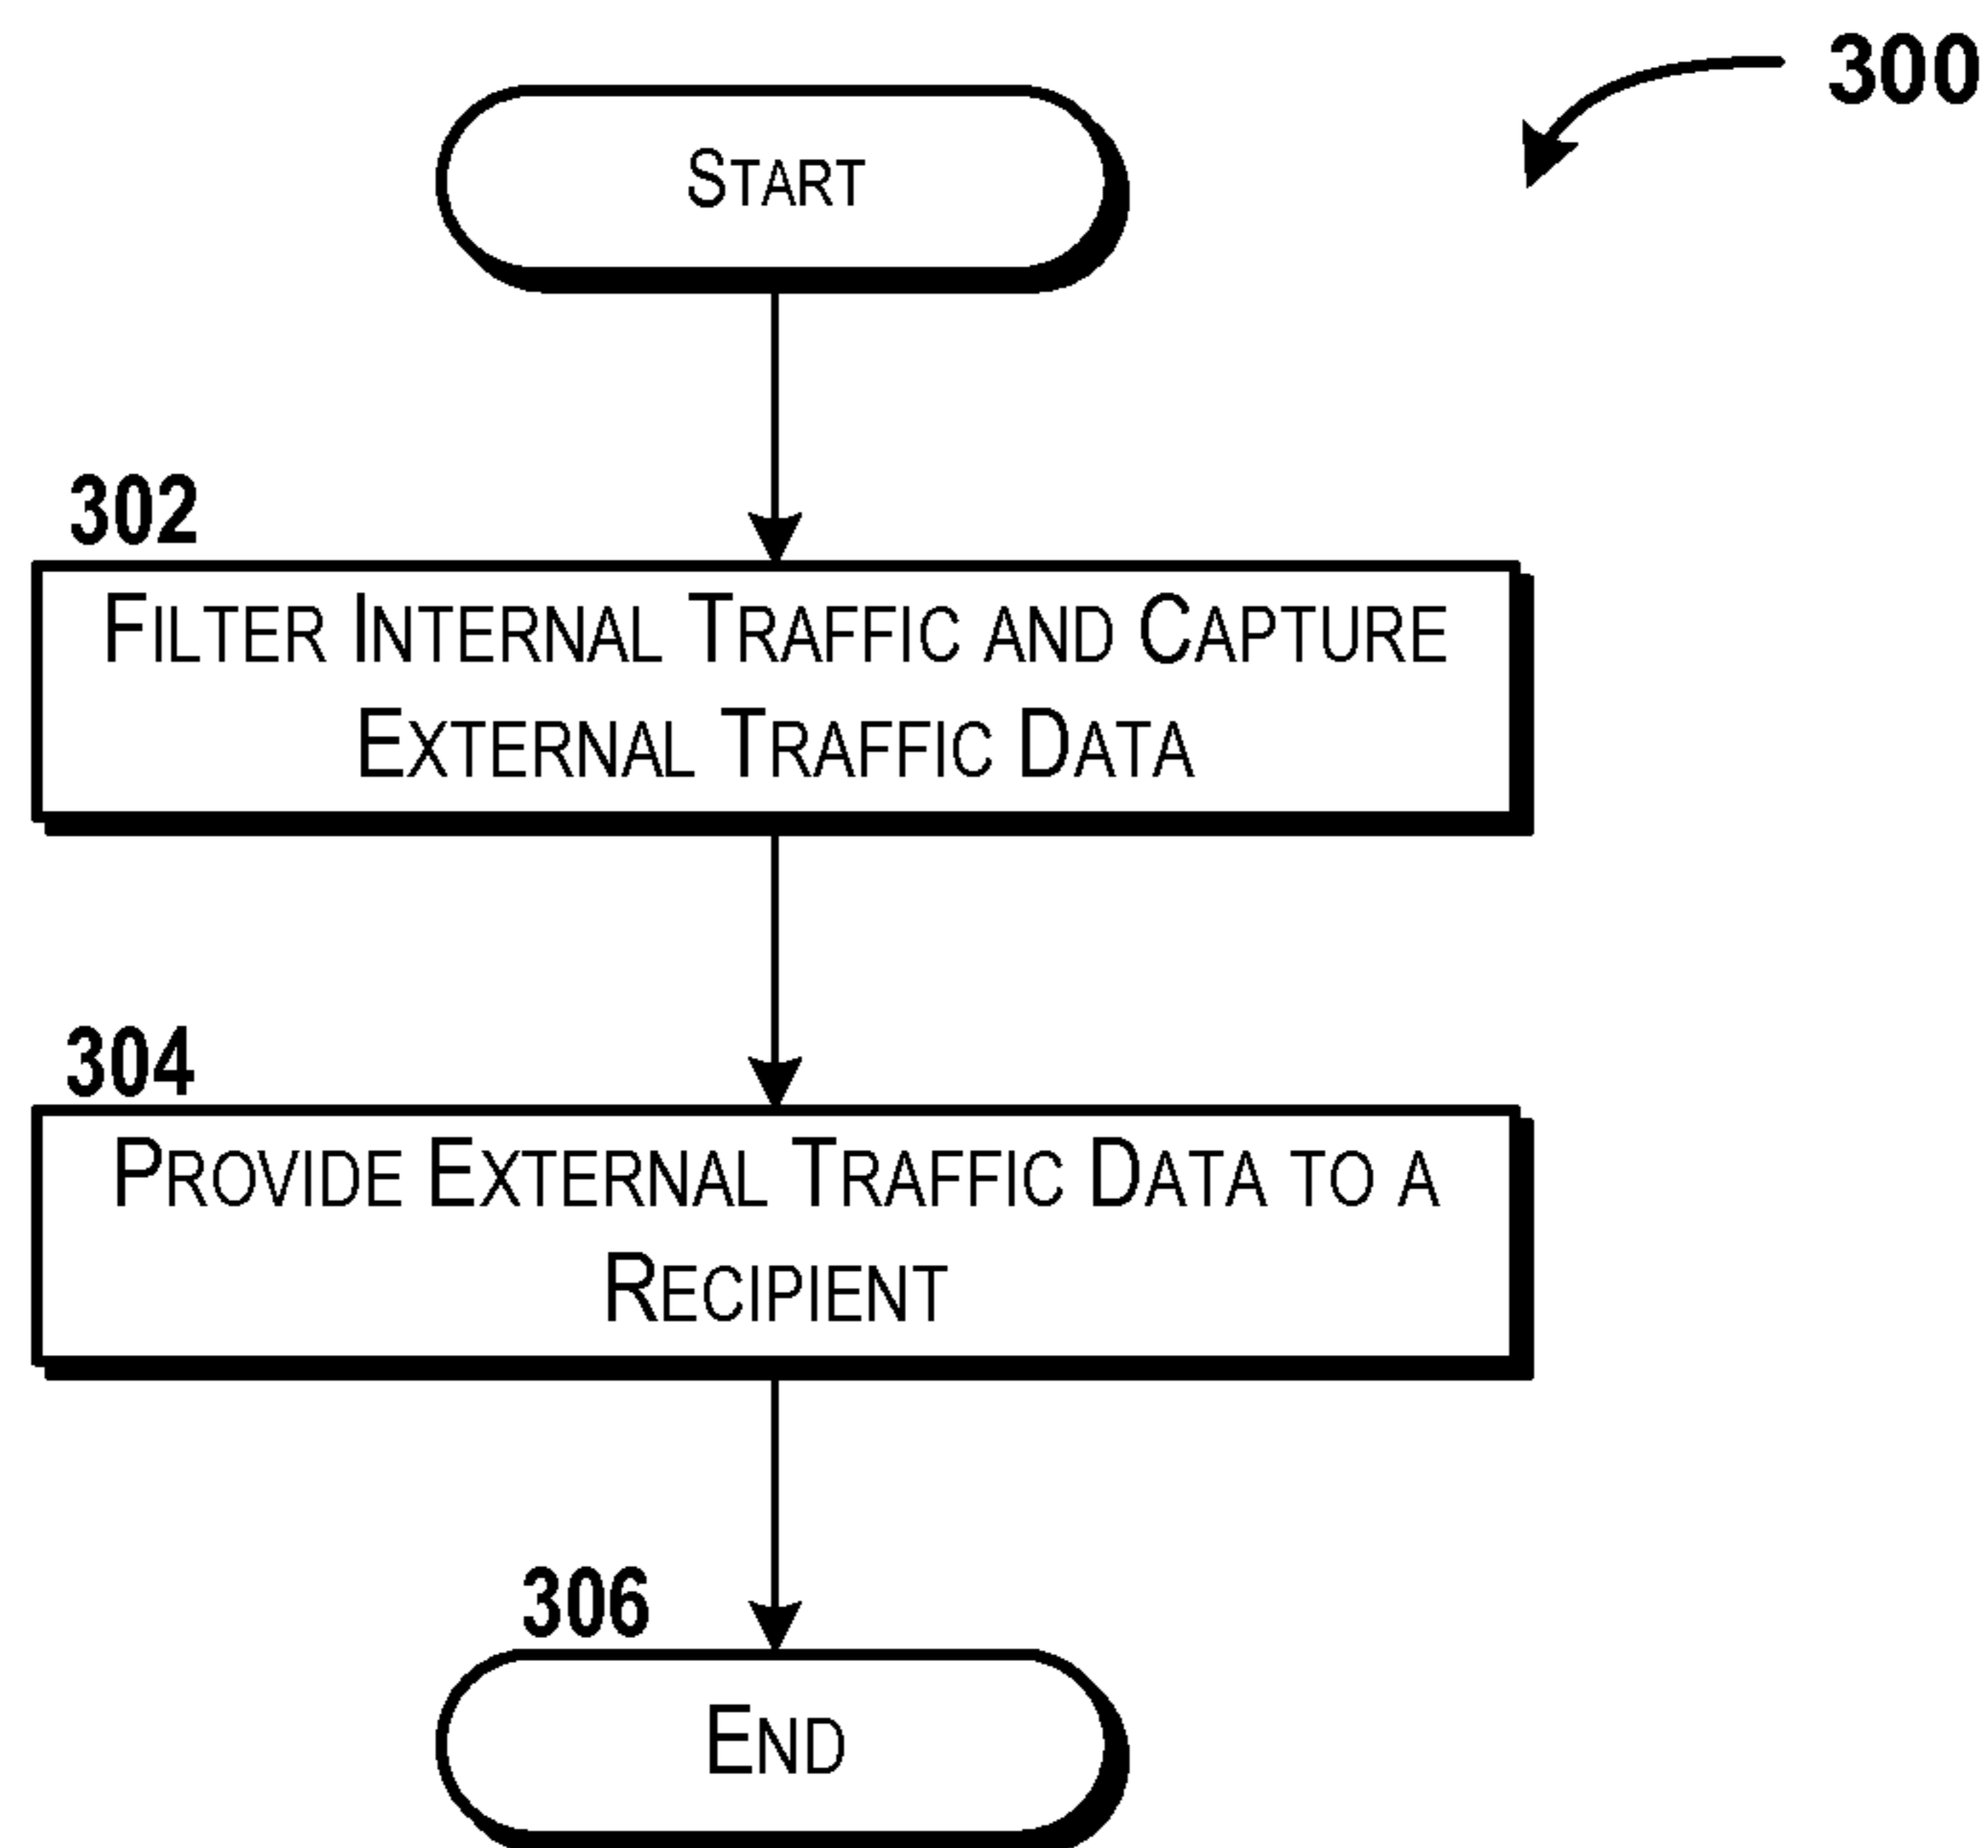 300
START
302
FILTER INTERNAL TRAFFIC AND CAPTURE
EXTERNAL TRAFFIC DATA
304
PROVIDE EXTERNAL TRAFFIC DATA TO A
RECIPIENT
306
END